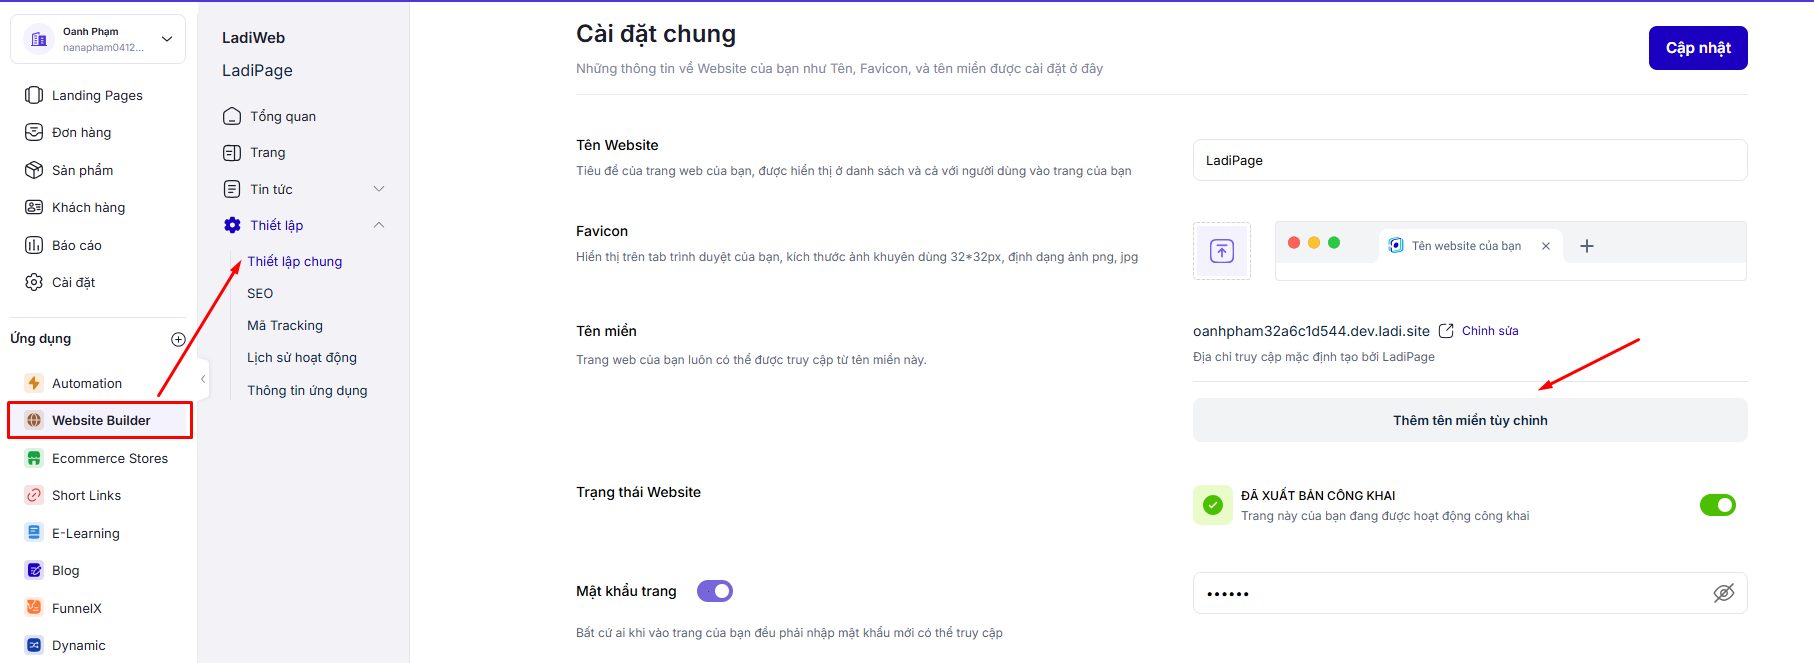 Oanh Phạm
nanapham0412...
Landing Pages
Đơn hàng
Sản phẩm
Khách hàng
Báo cáo
Cài đặt
Ứng dụng
Automation
Website Builder
Ecommerce Stores
Short Links
E-Learning
Blog
FunnelX
Dynamic
LadiWeb
LadiPage
Tổng quan
Trang
Tin tức
Thiết lập
Thiết lập chung
SEO
Mã Tracking
Lịch sử hoạt động
Thông tin ứng dụng
Cài đặt chung
Những thông tin về Website của bạn như Tên, Favicon, và tên miền được cài đặt ở đây
Cập nhật
Tên Website
Tiêu đề của trang web của bạn, được hiển thị ở danh sách và cả với người dùng vào trang của bạn
LadiPage
Favicon
Hiển thị trên tab trình duyệt của bạn, kích thước ảnh khuyên dùng 32*32px, định dạng ảnh png, jpg
Tên website của bạn
Tên miền
Trang web của bạn luôn có thể được truy cập từ tên miền này.
oanhpham32a6c1d544.dev.ladi.site
Chỉnh sửa
Địa chỉ truy cập mặc định tạo bởi LadiPage
Thêm tên miền tùy chỉnh
Trạng thái Website
ĐÃ XUẤT BẢN CÔNG KHAI
Trang này của bạn đang được hoạt động công khai
Mật khẩu trang
••••••
Bất cứ ai khi vào trang của bạn đều phải nhập mật khẩu mới có thể truy cập